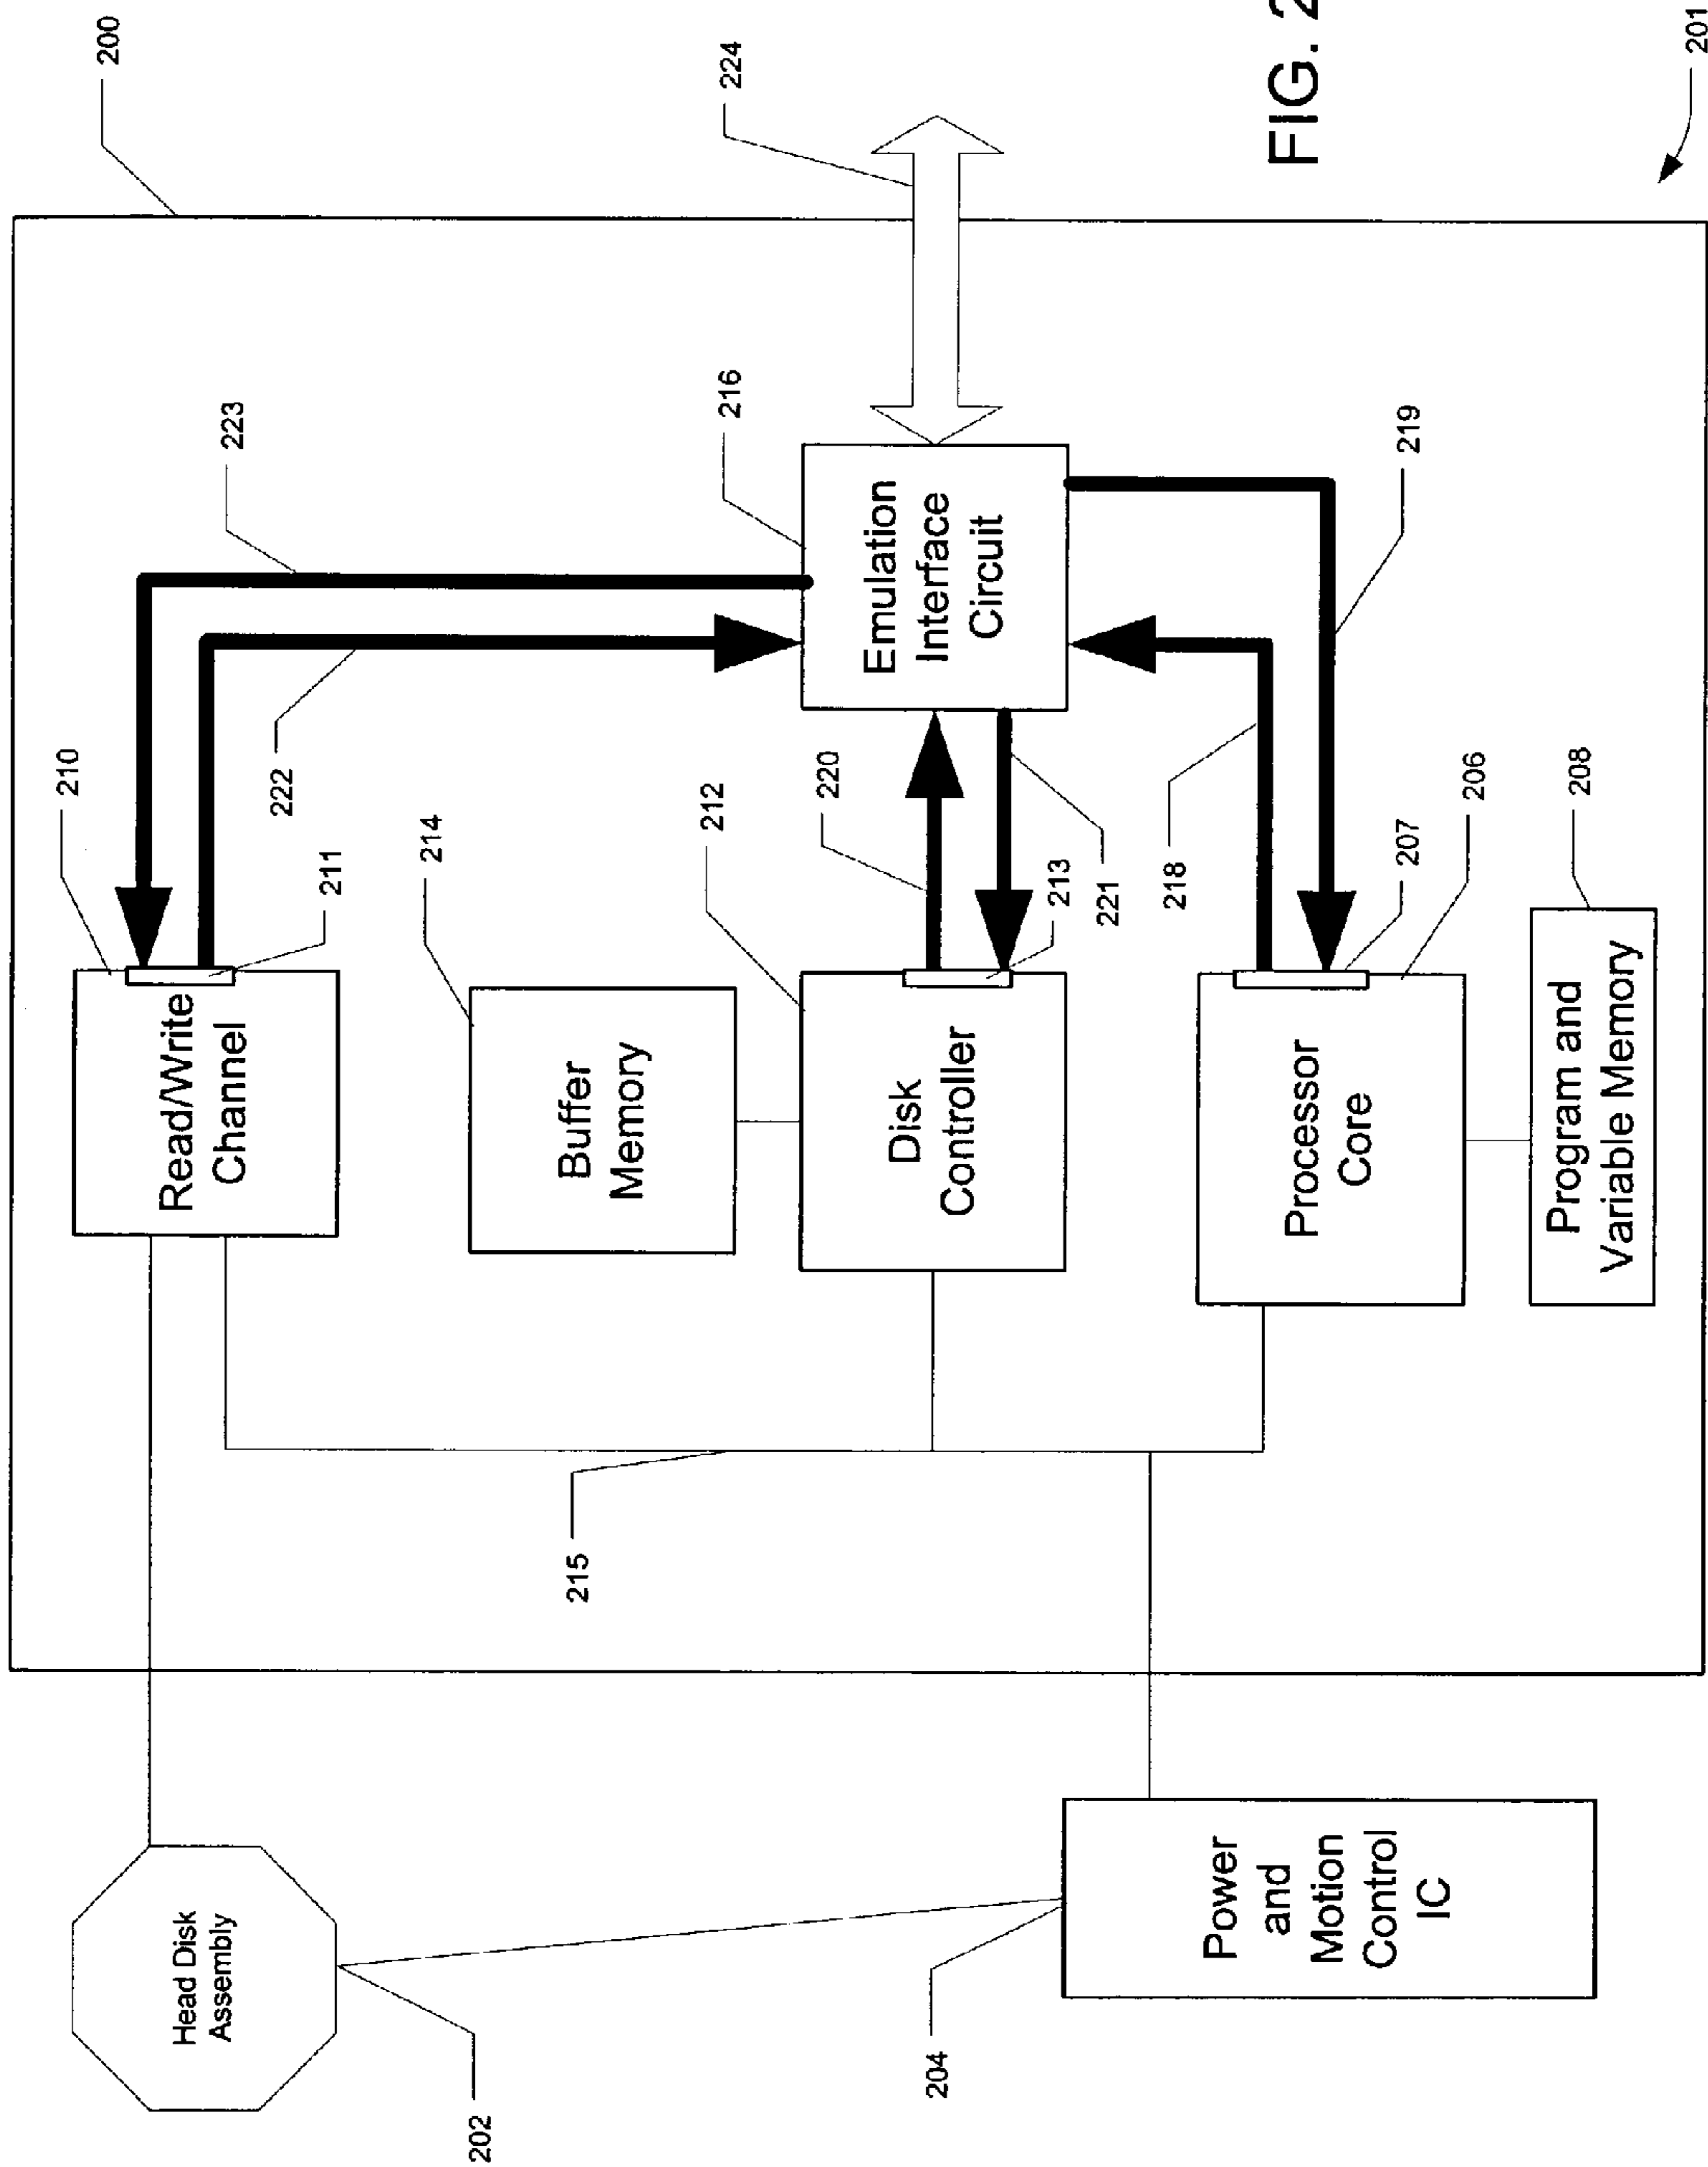 200
210
223
Head Disk
Assembly
Read/Write
Channel
211
222
202
214
215
Buffer
Memory
212
216
224
220
Emulation
Interface
Circuit
Disk
Controller
204
213
221
218
Power
and
Motion
Control
IC
Processor
Core
207
219
206
208
Program and
Variable Memory
FIG. 2
201